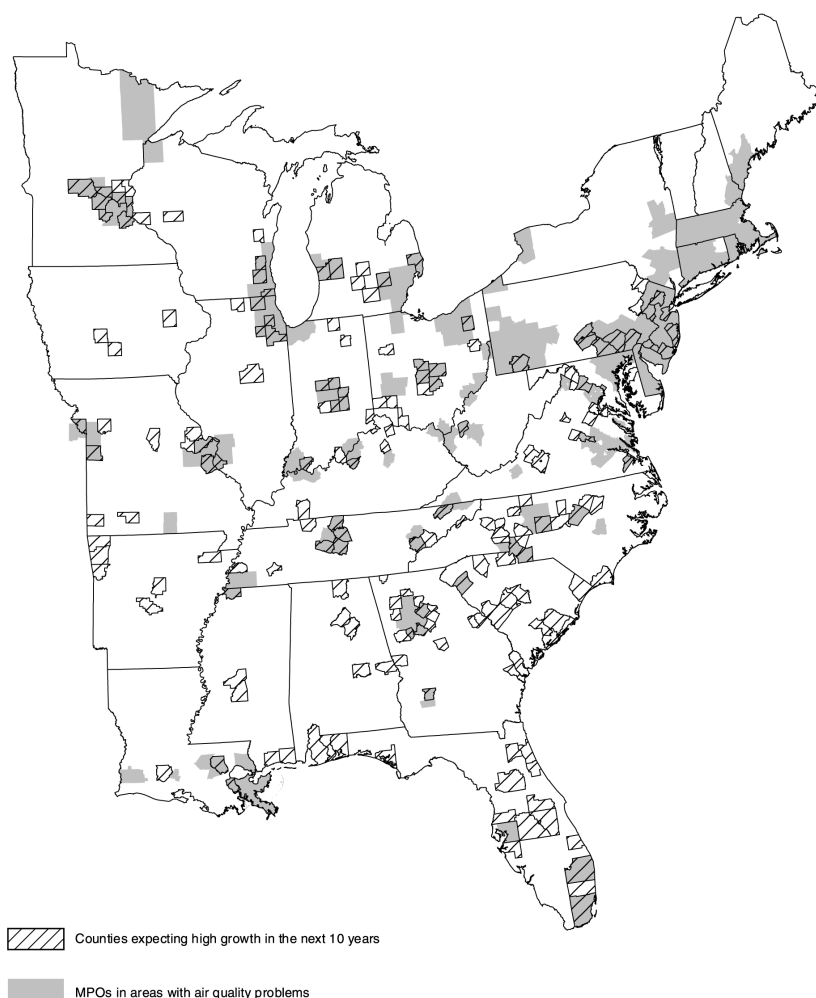 Counties expecting high growth in the next 10 years
MPOs in areas with air quality problems